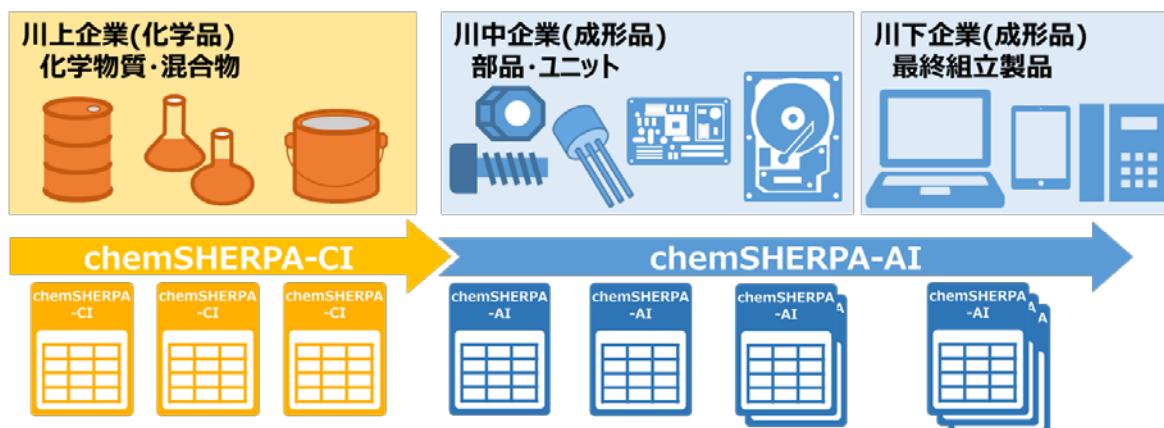 川上企業(化学品)
化学物質・混合物
川中企業(成形品)
部品・ユニット
川下企業(成形品)
最終組立製品
chemSHERPA-CI
chemSHERPA-AI
chemSHERPA
-CI
chemSHERPA
-CI
chemSHERPA
-CI
chemSHERPA
-AI
chemSHERPA
-AI
chemSHERPA
-AI
A
chemSHERPA
-AI
A
A